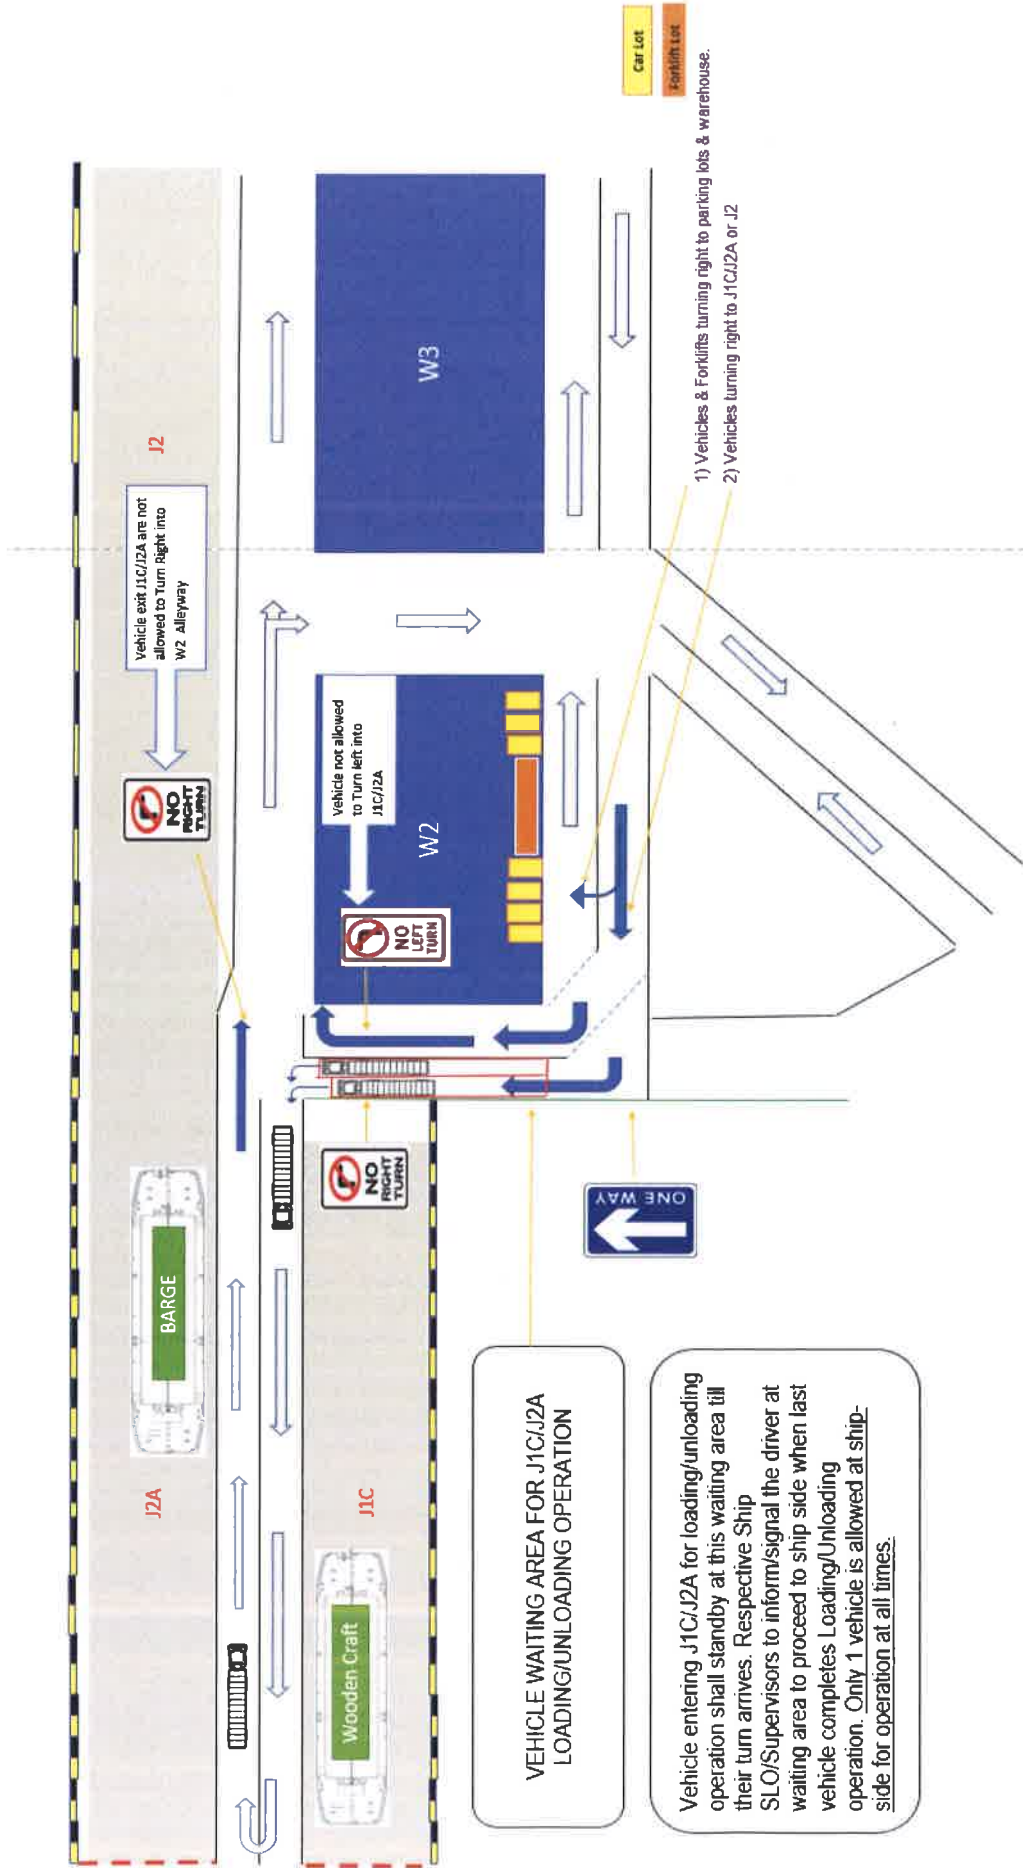 J2A
BARGE
J2
Vehicle exit J1C/J2A are not
allowed to Turn Right into
W2 Alleyway
NO
RIGHT
TURN
J1C
Wooden Craft
NO
RIGHT
TURN
Vehicle not allowed
to Turn left into
J1C/J2A
NO
LEFT
TURN
W2
W3
Car Lot
Forklift Lot
1) Vehicles & Forklifts turning right to parking lots & warehouse.
2) Vehicles turning right to J1C/J2A or J2
ONE WAY
VEHICLE WAITING AREA FOR J1C/J2A
LOADING/UNLOADING OPERATION
Vehicle entering J1C/J2A for loading/unloading
operation shall standby at this waiting area till
their turn arrives. Respective Ship
SLO/Supervisors to inform/signal the driver at
waiting area to proceed to ship side when last
vehicle completes Loading/Unloading
operation. Only 1 vehicle is allowed at ship-
side for operation at all times.